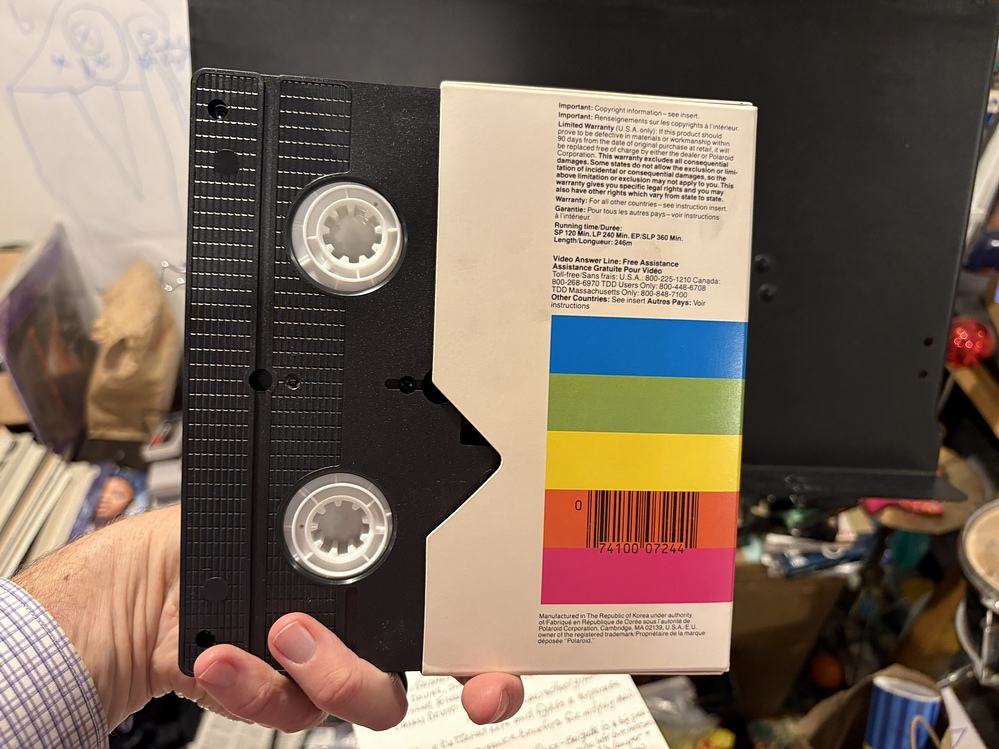 Important: Copyright information – see insert.
Important: Renseignements sur les copyrights à l'interieur.
Limited Warranty (U.S.A. only): If this product should
prove to be defective in materials or workmanship within
90 days from the date of original purchase at retail, it will
be replaced free of charge by either the dealer or Polaroid
Corporation. This warranty excludes all consequential
damages. Some states do not allow the exclusion or limi-
tation of incidental or consequential damages, so the
above limitation or exclusion may not apply to you. This
warranty gives you specific legal rights and you may
also have other rights which vary from state to state.
Warranty: For all other countries – see instruction insert.
Garantie: Pour tous les autres pays – voir instructions
à l'intérieur.
Running time/Durée:
SP 120 Min. LP 240 Min. EP/SLP 360 Min.
Length/Longueur: 246m
Video Answer Line: Free Assistance
Assistance Gratuite Pour Vidéo
Toll-free/Sans frais: U.S.A.: 800-225-1210 Canada:
800-268-6970 TDD Users Only: 800-448-6708
TDD Massachusetts Only: 800-848-7100
Other Countries: See insert Autres Pays: Voir
instructions
0
74100 07244
Manufactured in The Republic of Korea under authority
of/Fabriqué en République de Corée sous l'autorité de
Polaroid Corporation, Cambridge, MA 02139, U.S.A./E.U.
owner of the registered trademark/Propriétaire de la marque
déposée "Polaroid."